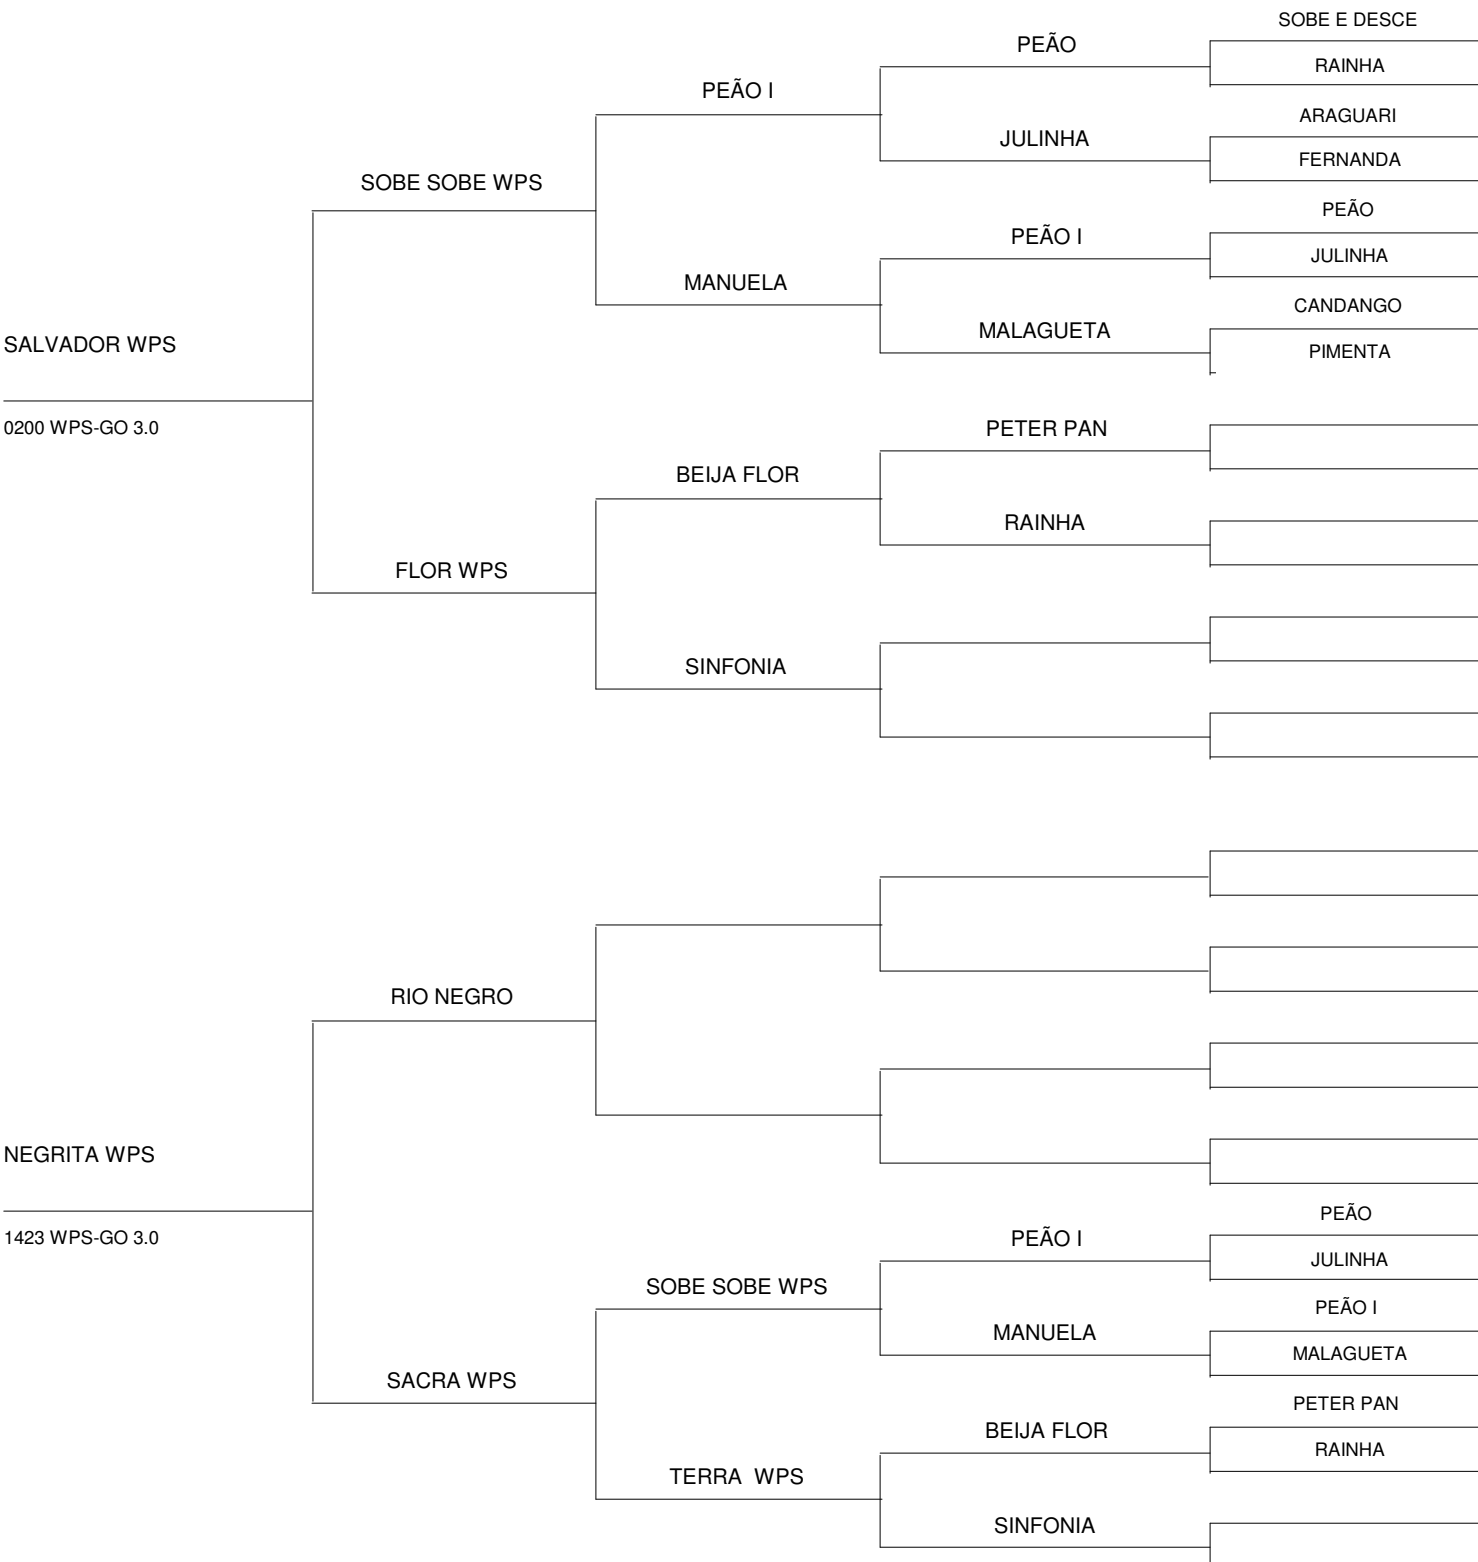 SOBE E DESCE
PEÃO
RAINHA
PEÃO I
ARAGUARI
JULINHA
FERNANDA
SOBE SOBE WPS
PEÃO
PEÃO I
JULINHA
MANUELA
CANDANGO
MALAGUETA
SALVADOR WPS
PIMENTA
0200 WPS-GO 3.0
PETER PAN
BEIJA FLOR
RAINHA
FLOR WPS
SINFONIA
RIO NEGRO
NEGRITA WPS
PEÃO
1423 WPS-GO 3.0
PEÃO I
JULINHA
SOBE SOBE WPS
PEÃO I
MANUELA
MALAGUETA
SACRA WPS
PETER PAN
BEIJA FLOR
RAINHA
TERRA WPS
SINFONIA